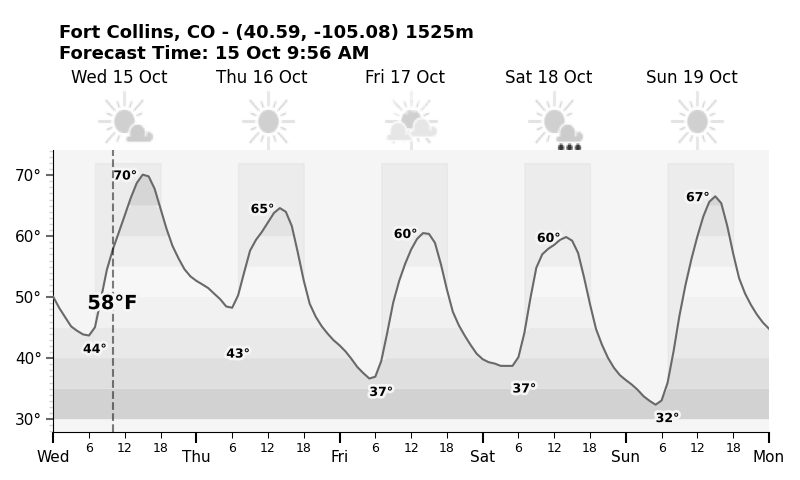 Fort Collins, CO - (40.59, -105.08) 1525m
Forecast Time: 15 Oct 9:56 AM
Wed 15 Oct Thu 16 Oct Fri 17 Oct Sat 18 Oct Sun 19 Oct
70°
60°
50°
40°
30°
70°
65°
60°
60°
67°
58°F
44°
43°
37°
37°
32°
6 12 18 6 12 18 6 12 18 6 12 18 6 12 18
Wed Thu Fri Sat Sun Mon